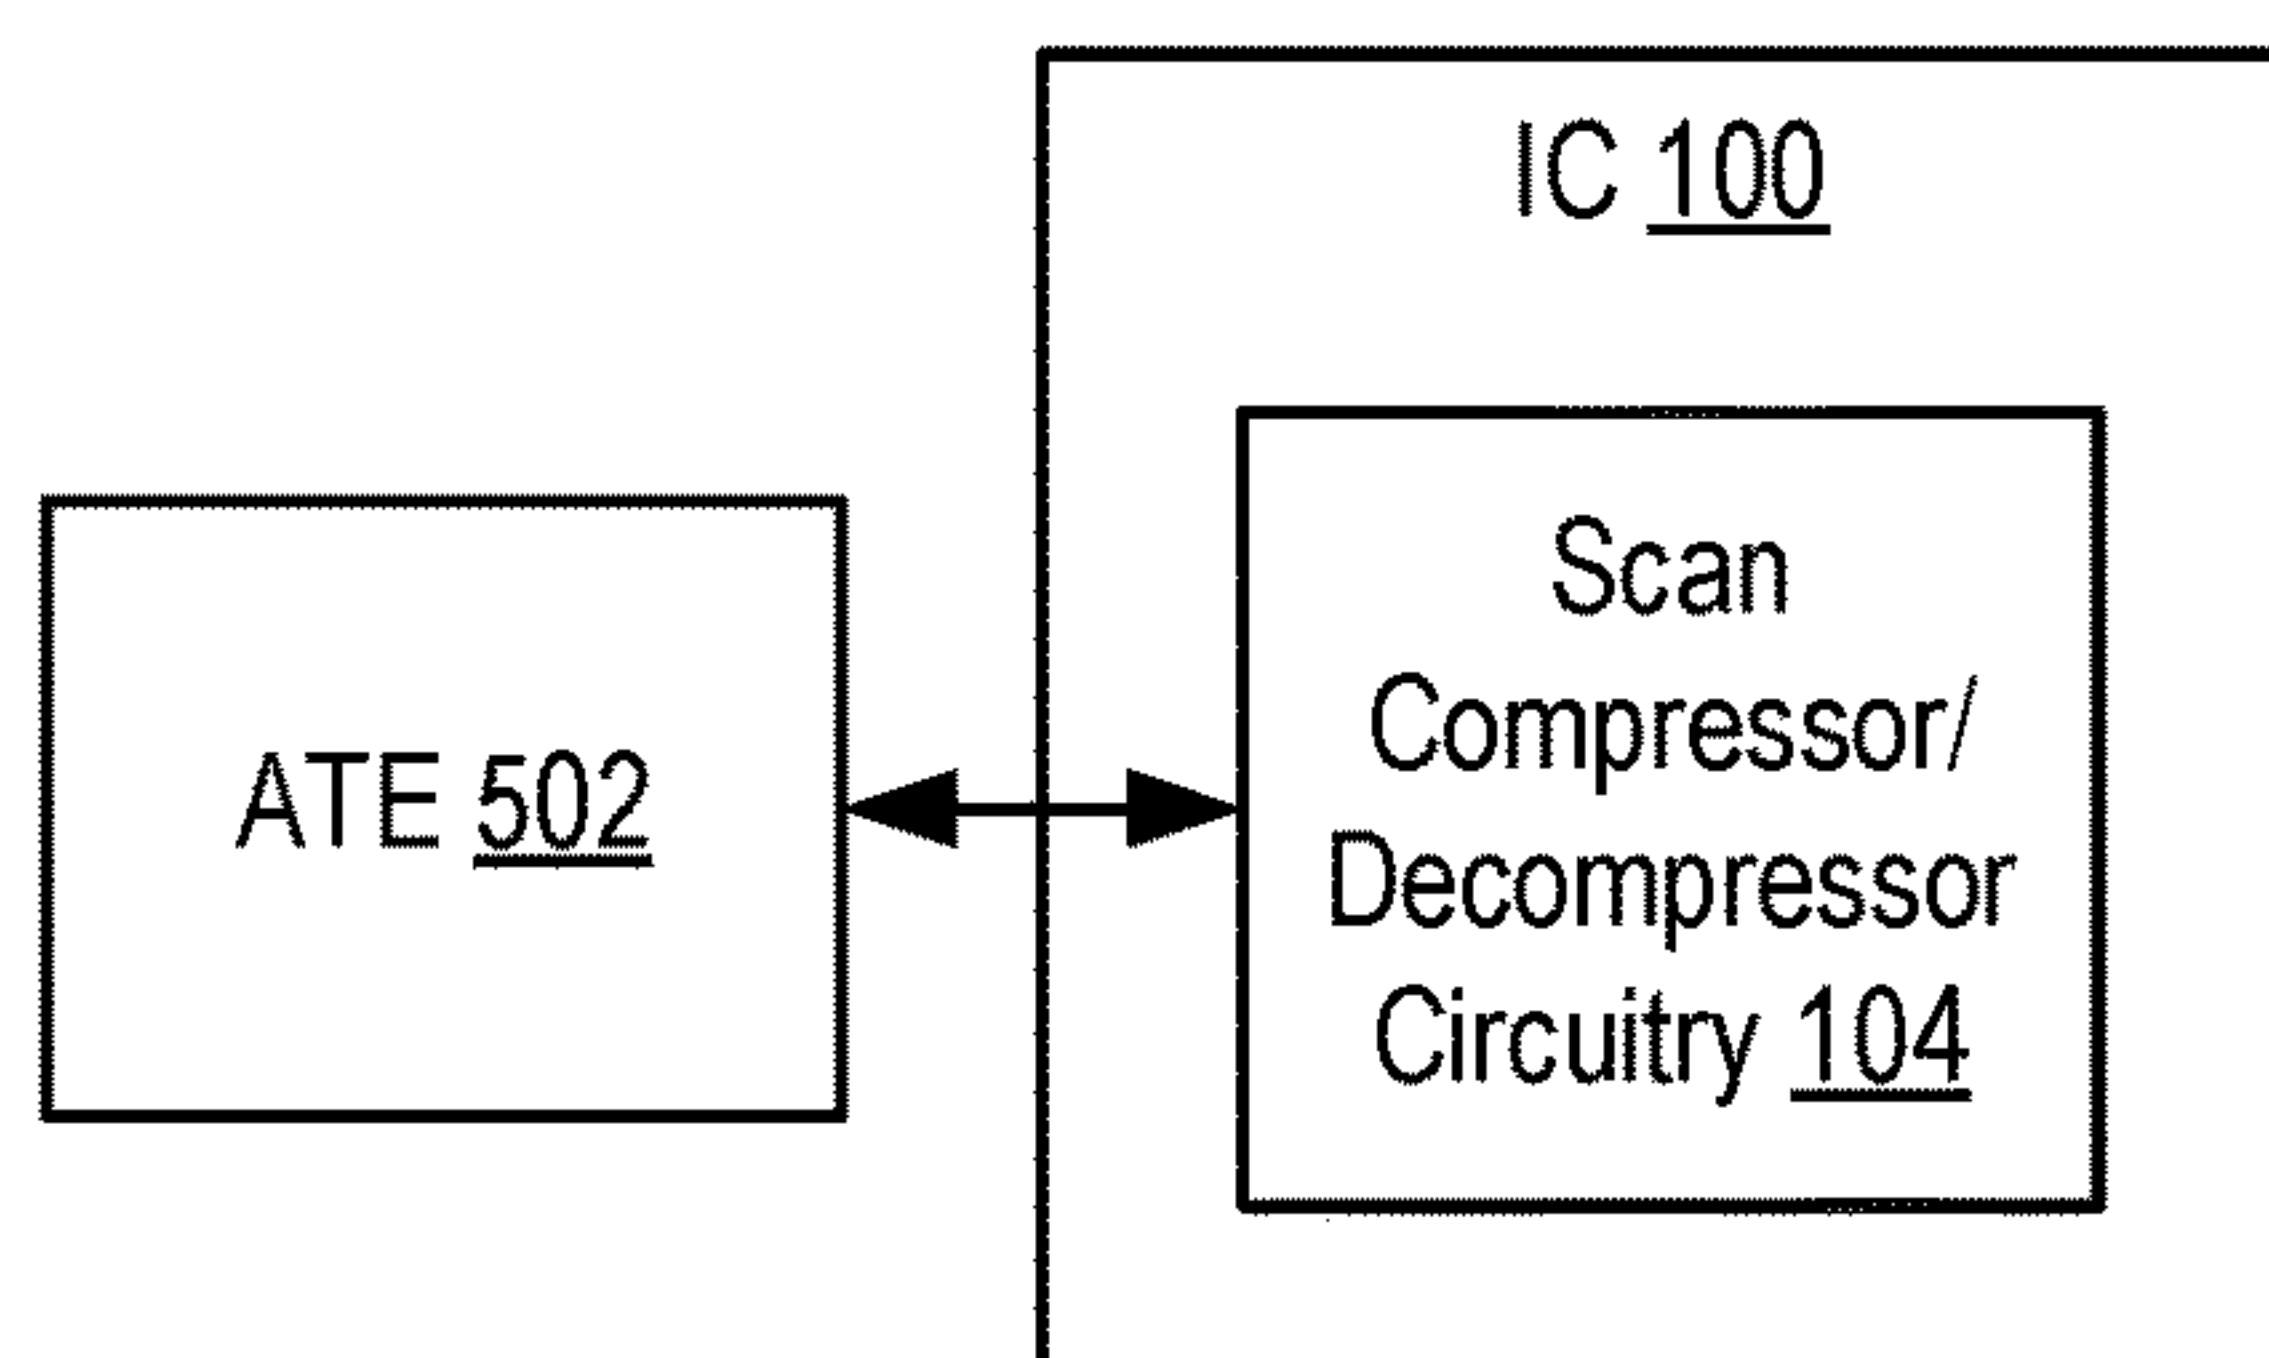 IC 100
ATE 502
Scan
Compressor/
Decompressor
Circuitry 104